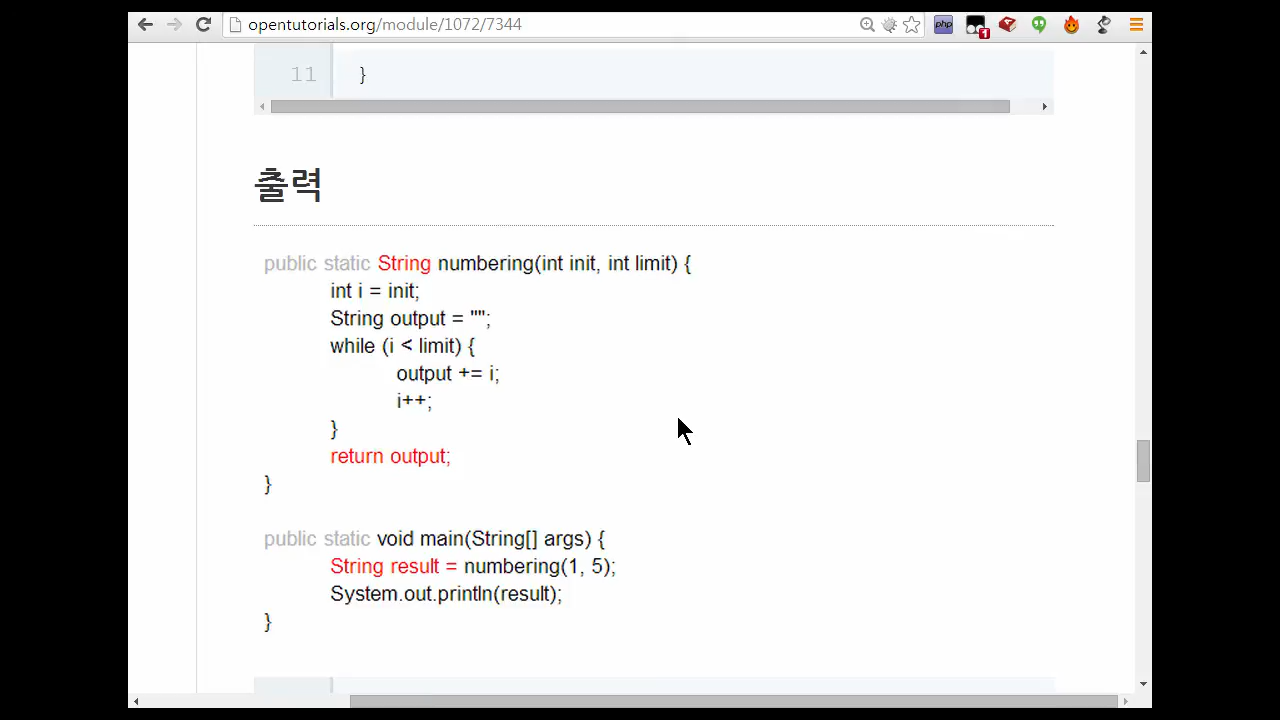 opentutorials.org/module/1072/7344
php
1
11 }
출력
public static String numbering(int init, int limit) {
int i = init;
String output = "";
while (i < limit) {
output += i;
i++;
}
return output;
}
public static void main(String[] args) {
String result = numbering(1, 5);
System.out.println(result);
}